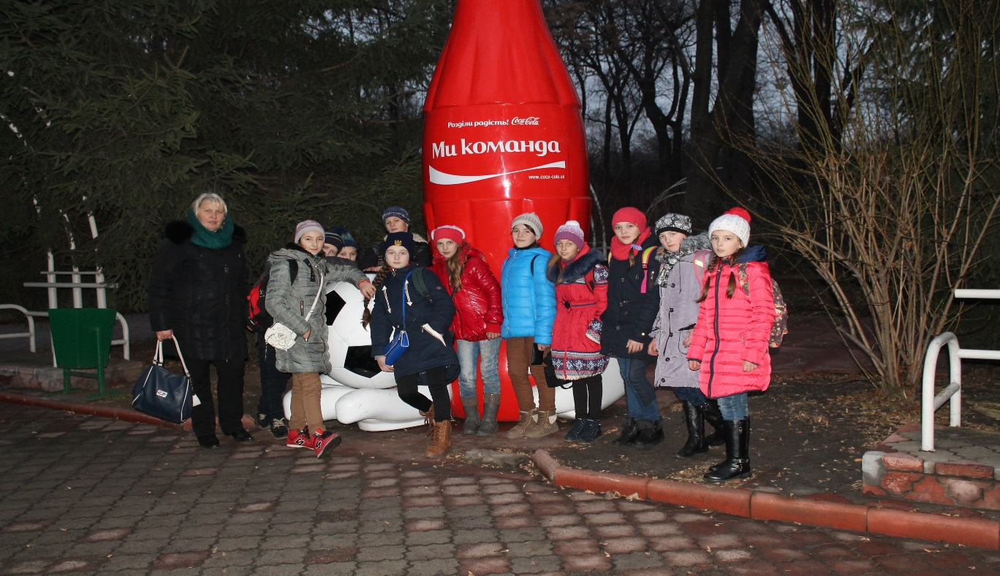 Розділи радість! Coca-Cola
Ми команда
www.coca-cola.ua